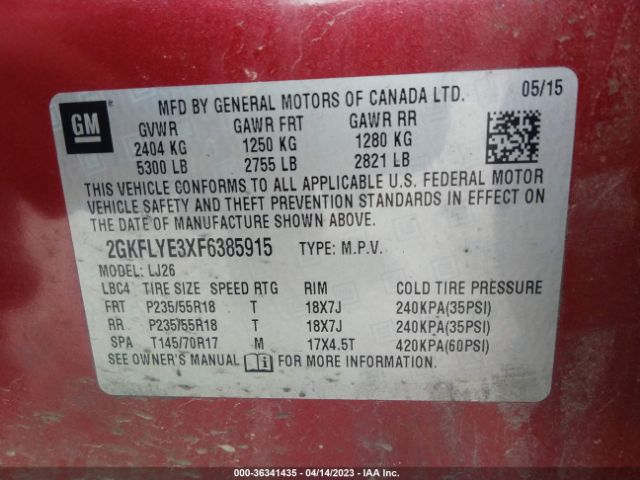 GM
MFD BY GENERAL MOTORS OF CANADA LTD. 05/15
GVWR GAWR FRT GAWR RR
2404 KG 1250 KG 1280 KG
5300 LB 2755 LB 2821 LB
THIS VEHICLE CONFORMS TO ALL APPLICABLE U.S. FEDERAL MOTOR
VEHICLE SAFETY AND THEFT PREVENTION STANDARDS IN EFFECT ON
THE DATE OF MANUFACTURE SHOWN ABOVE.
2GKFLYE3XF6385915 TYPE: M.P.V.
MODEL: LJ26
LBC4 TIRE SIZE SPEED RTG RIM COLD TIRE PRESSURE
FRT P235/55R18 T 18X7J 240KPA(35PSI)
RR P235/55R18 T 18X7J 240KPA(35PSI)
SPA T145/70R17 M 17X4.5T 420KPA(60PSI)
SEE OWNER'S MANUAL FOR MORE INFORMATION.
000-36341435 - 04/14/2023 - IAA Inc.